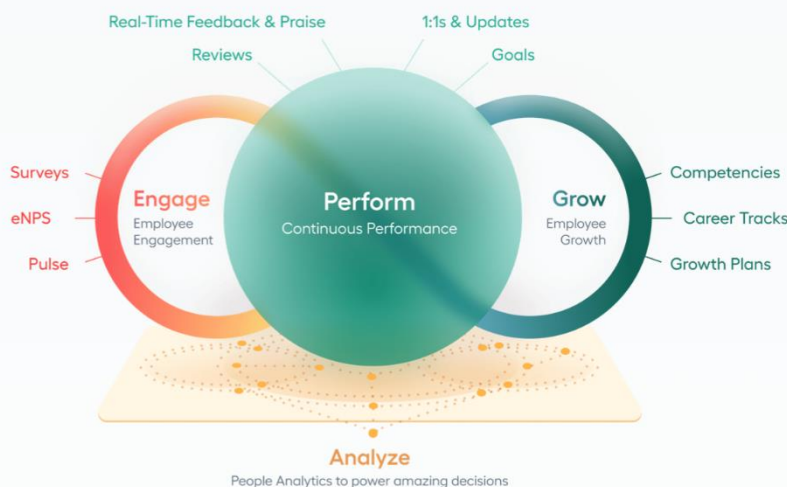 Real-Time Feedback & Praise
1:1s & Updates
Reviews
Goals
Surveys
eNPS
Pulse
Engage
Employee
Engagement
Perform
Continuous Performance
Grow
Employee
Growth
Competencies
Career Tracks
Growth Plans
Analyze
People Analytics to power amazing decisions